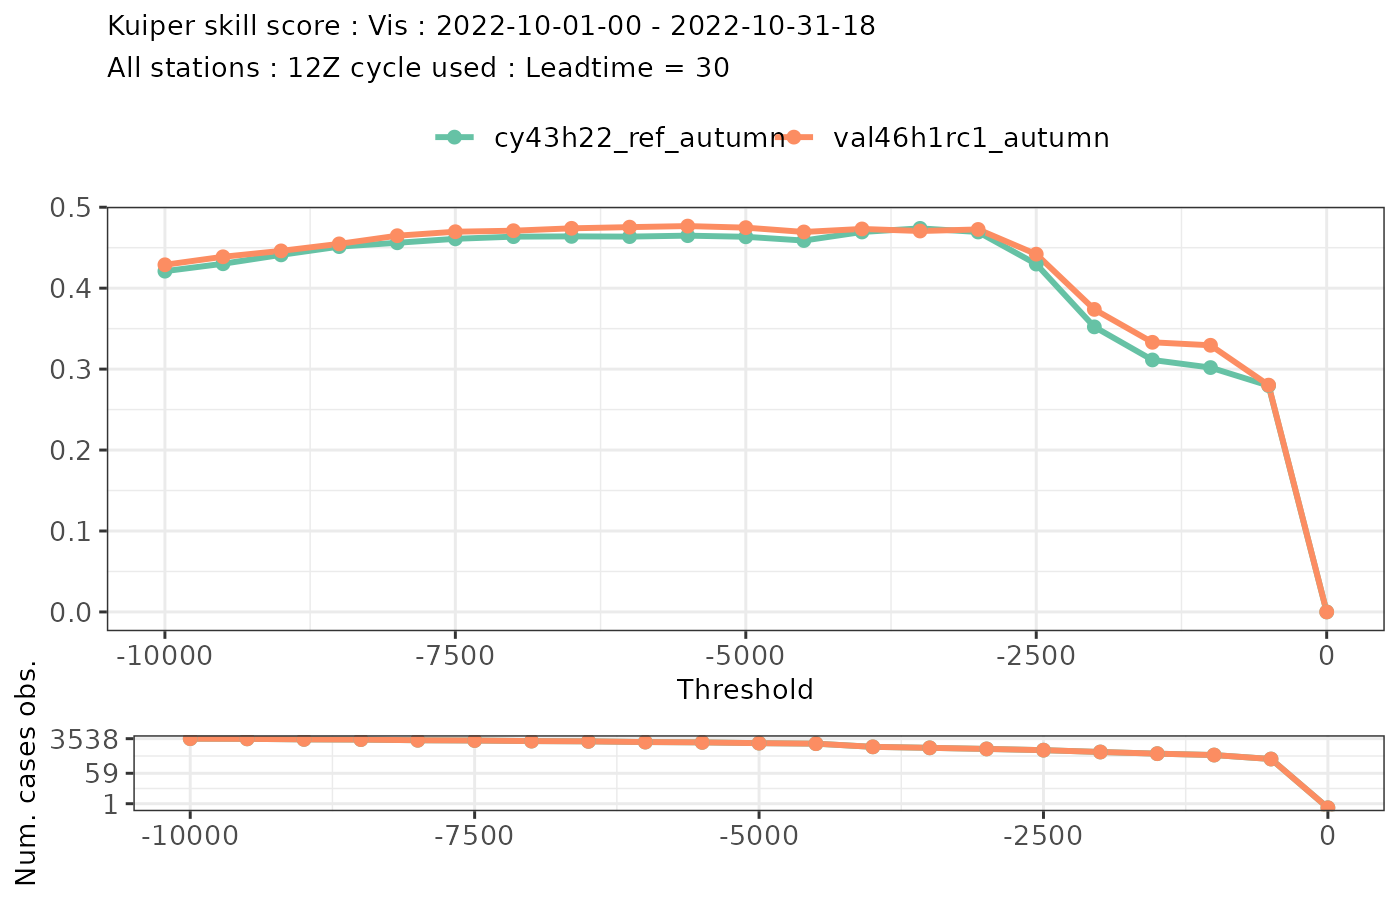 Kuiper skill score : Vis : 2022-10-01-00 - 2022-10-31-18
All stations : 12Z cycle used : Leadtime = 30
cy43h22_ref_autumn val46h1rc1_autumn
0.5
0.4
0.3
0.2
0.1
0.0
-10000 -7500 -5000 -2500 0
Threshold
Num. cases obs.
3538
59
1
-10000 -7500 -5000 -2500 0